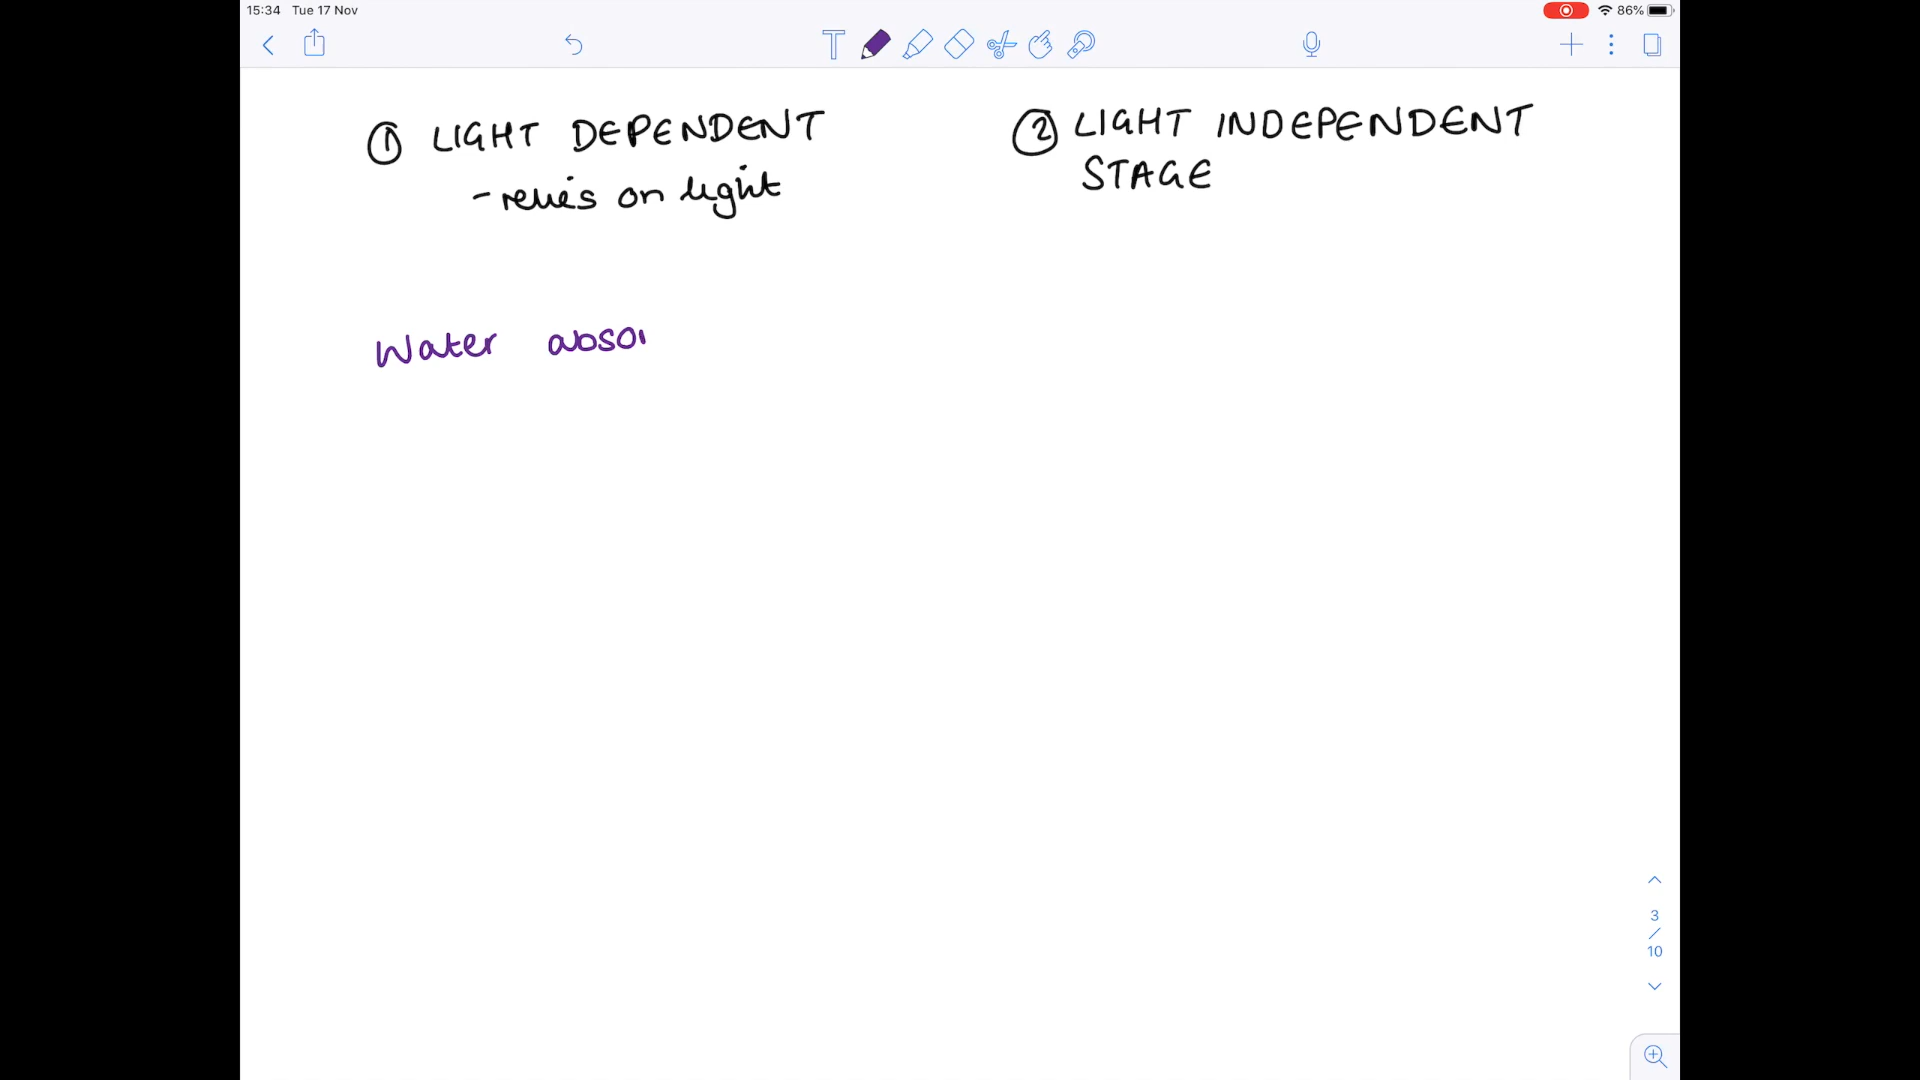 15:34 Tue 17 Nov
86%
T
① LIGHT DEPENDENT
- relies on light
② LIGHT INDEPENDENT
STAGE
Water absor
3
/
10